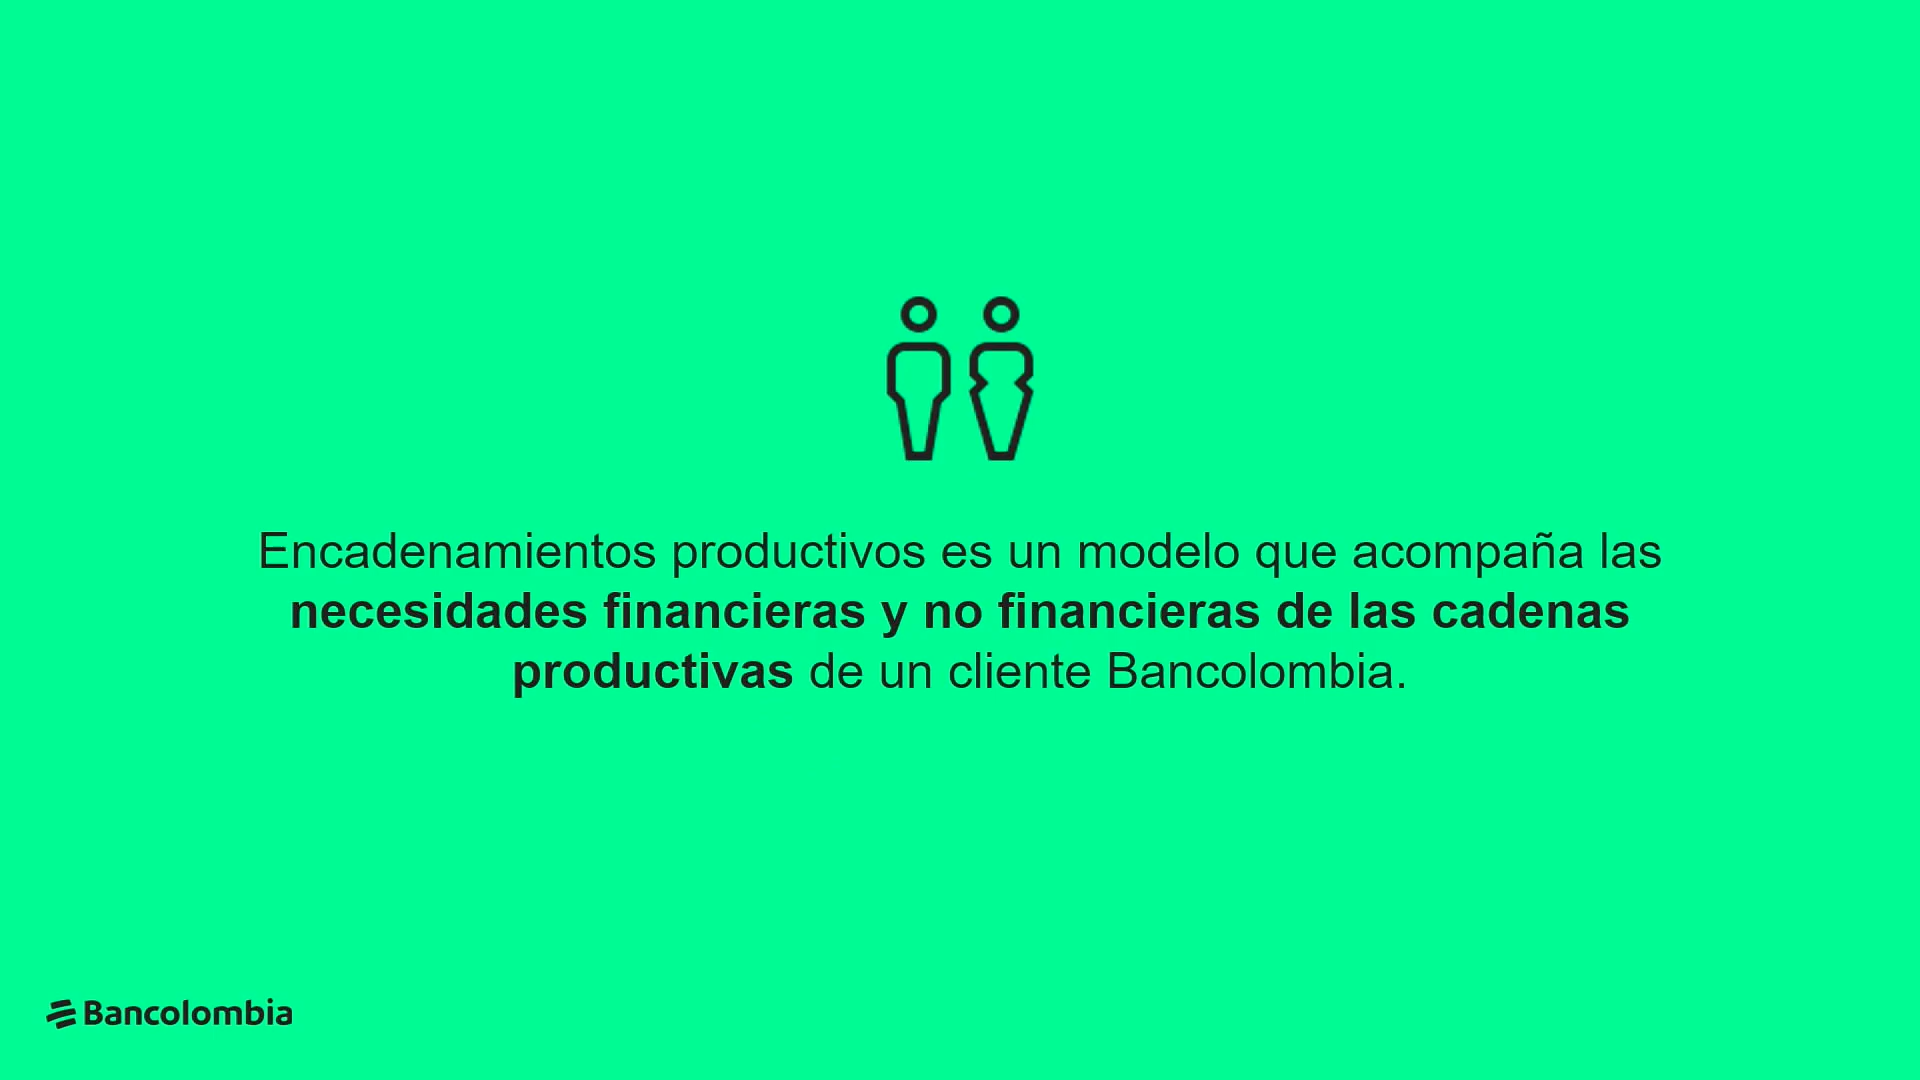 Encadenamientos productivos es un modelo que acompaña las
necesidades financieras y no financieras de las cadenas
productivas de un cliente Bancolombia.
Bancolombia